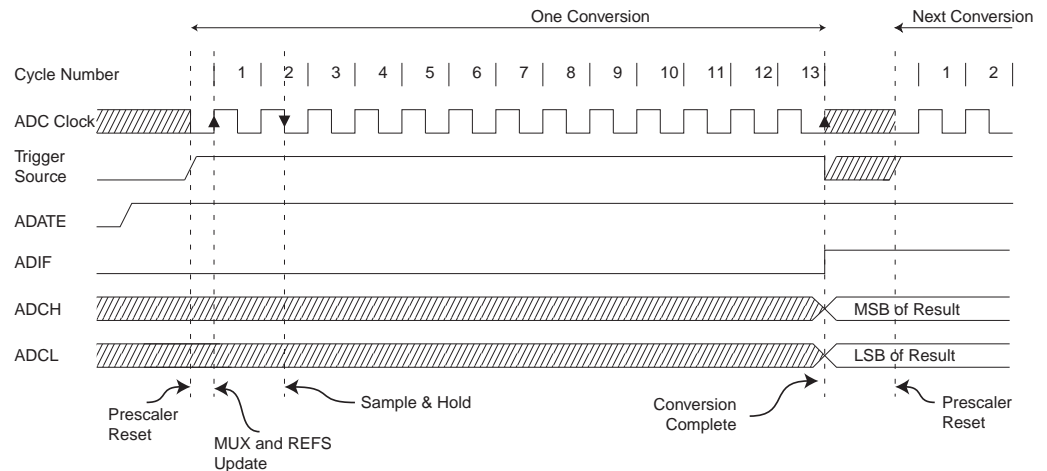 One Conversion Next Conversion
Cycle Number 1 2 3 4 5 6 7 8 9 10 11 12 13 1 2
ADC Clock
Trigger
Source
ADATE
ADIF
ADCH MSB of Result
ADCL LSB of Result
Prescaler
Reset
MUX and REFS
Update
Sample & Hold
Conversion
Complete
Prescaler
Reset